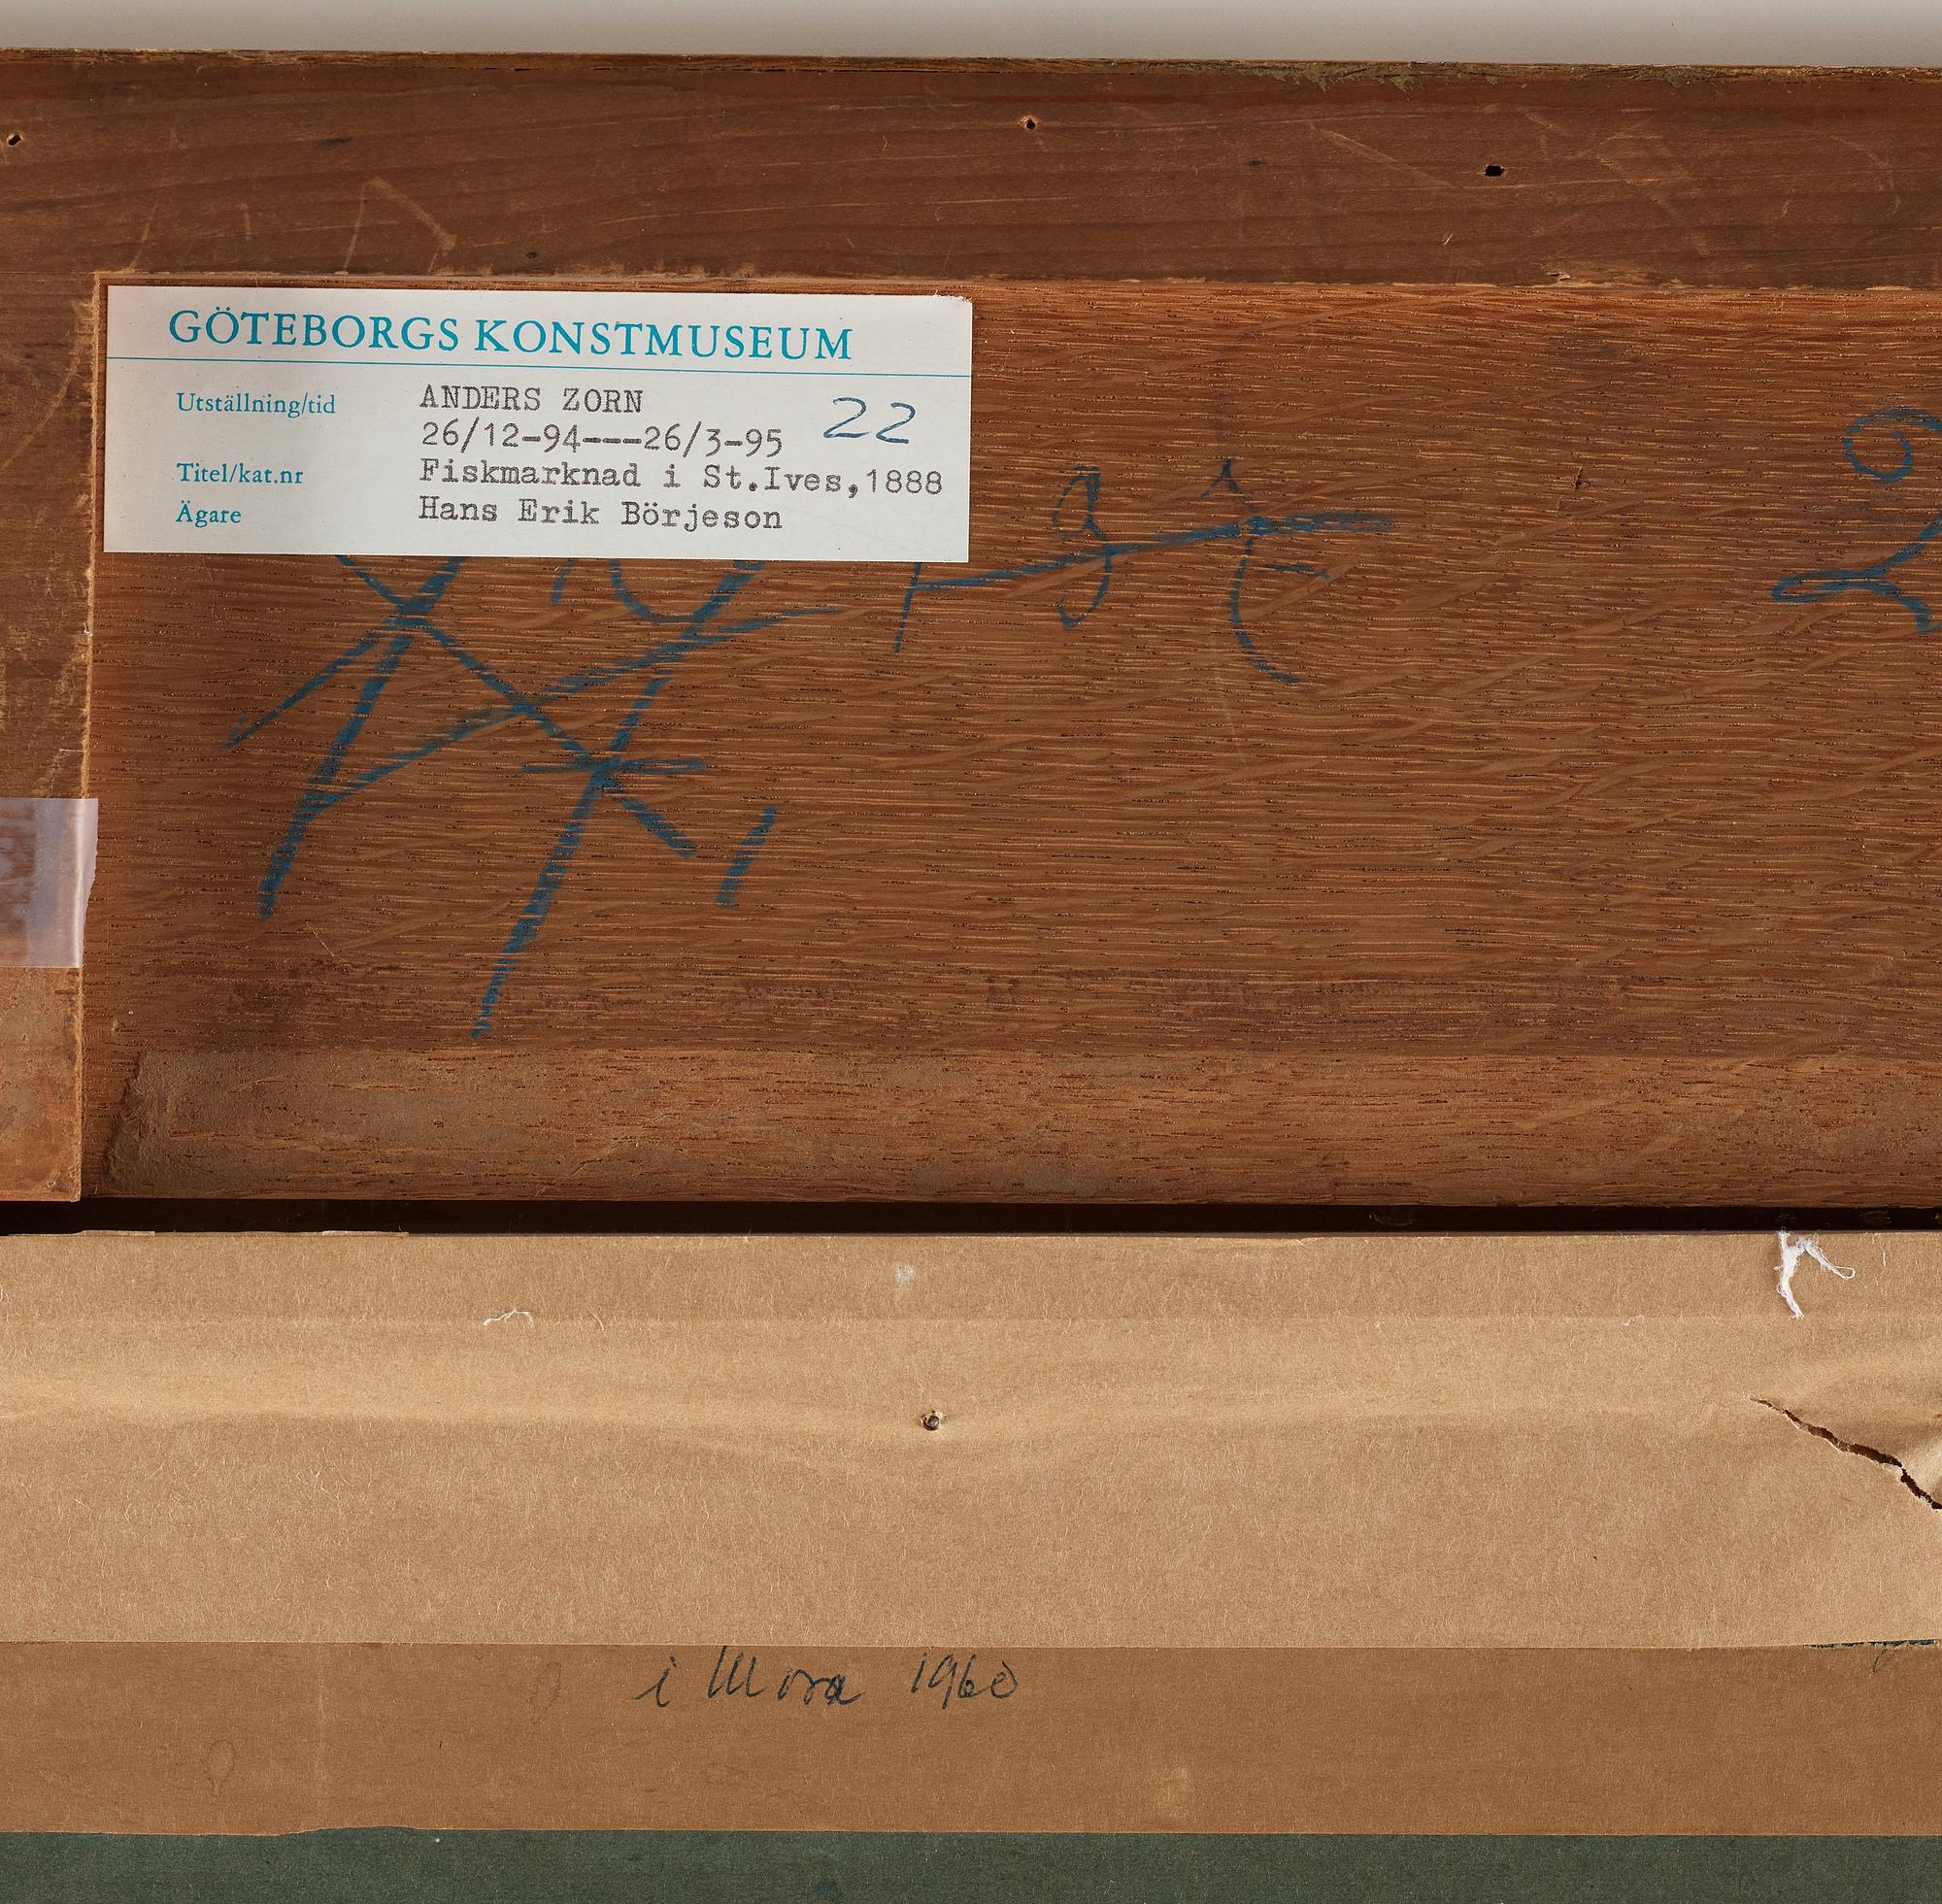 GÖTEBORGS KONSTMUSEUM
Utställning/tid ANDERS ZORN 22
26/12-94---26/3-95
Titel/kat.nr Fiskmarknad i St.Ives,1888
Ägare Hans Erik Börjeson
i Mora 1960